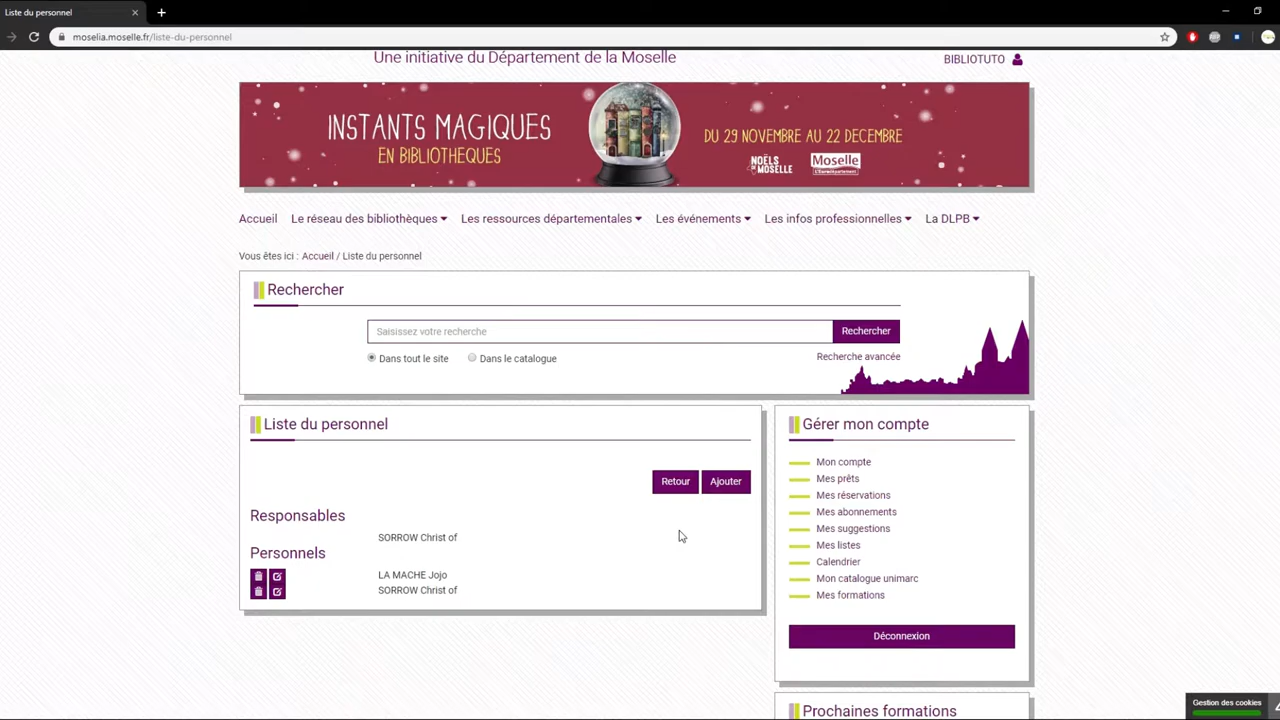 Liste du personnel
moselia.moselle.fr/liste-du-personnel
Une initiative du Département de la Moselle
BIBLIOTUTO
INSTANTS MAGIQUES
EN BIBLIOTHEQUES
DU 29 NOVEMBRE AU 22 DECEMBRE
NOËLS DE MOSELLE
Moselle
L'Eurodépartement
Accueil Le réseau des bibliothèques Les ressources départementales Les événements Les infos professionnelles La DLPB
Vous êtes ici : Accueil / Liste du personnel
Rechercher
Saisissez votre recherche
Rechercher
Dans tout le site Dans le catalogue
Recherche avancée
Liste du personnel
Retour Ajouter
Responsables
SORROW Christ of
Personnels
LA MACHE Jojo
SORROW Christ of
Gérer mon compte
Mon compte
Mes prêts
Mes réservations
Mes abonnements
Mes suggestions
Mes listes
Calendrier
Mon catalogue unimarc
Mes formations
Déconnexion
Prochaines formations
Gestion des cookies